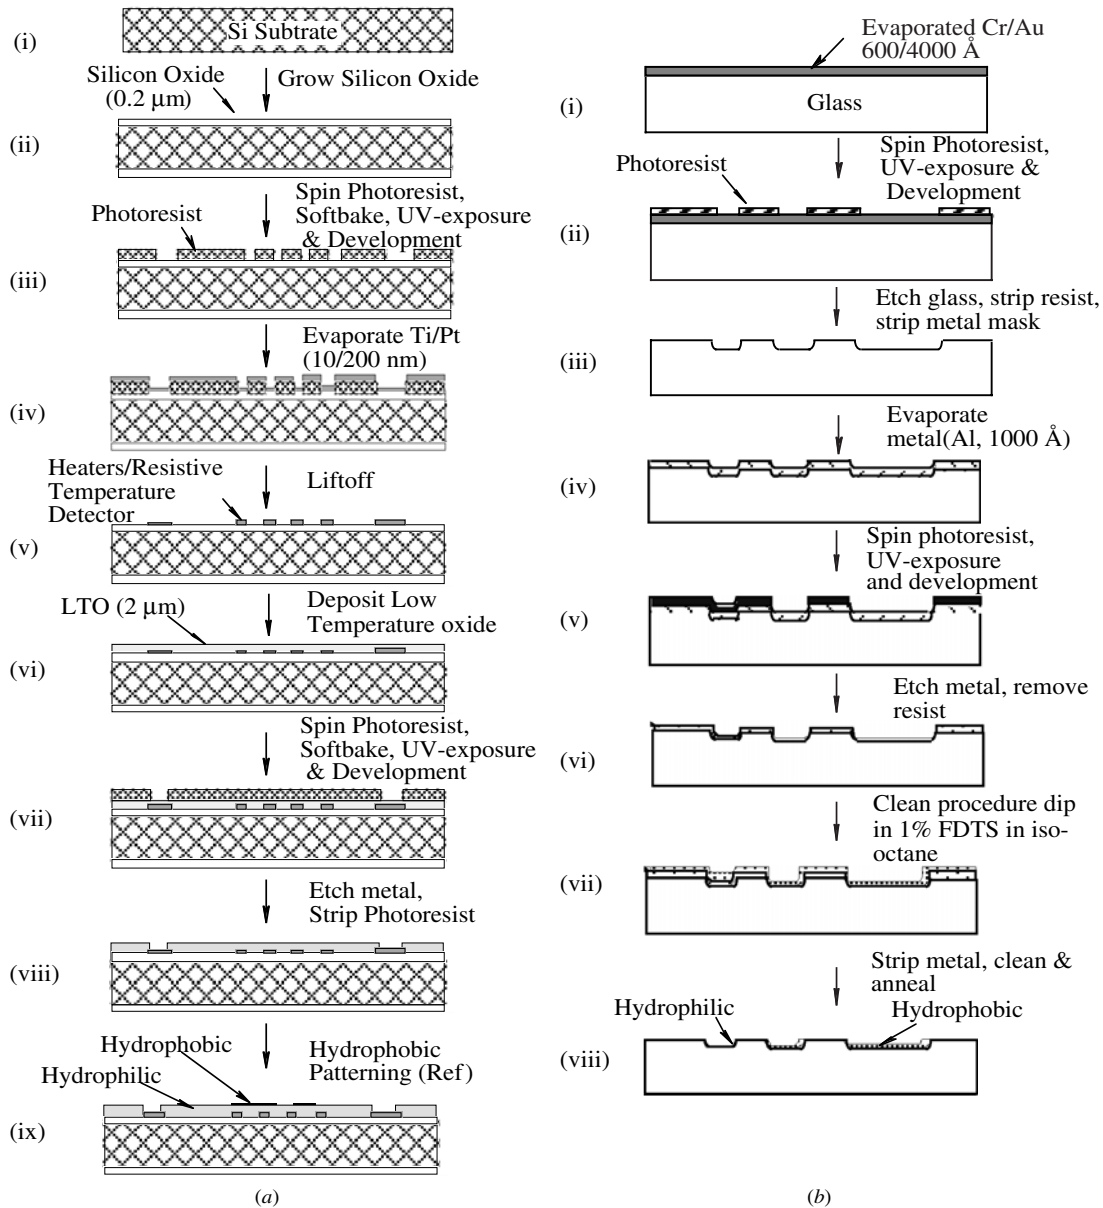 (i)
Si Subtrate
Silicon Oxide
(0.2 μm)
Grow Silicon Oxide
(ii)
Photoresist
Spin Photoresist,
Softbake, UV-exposure
& Development
(iii)
Evaporate Ti/Pt
(10/200 nm)
(iv)
Heaters/Resistive
Temperature
Detector
Liftoff
(v)
LTO (2 μm)
Deposit Low
Temperature oxide
(vi)
Spin Photoresist,
Softbake, UV-exposure
& Development
(vii)
Etch metal,
Strip Photoresist
(viii)
Hydrophobic
Hydrophilic
Hydrophobic
Patterning (Ref)
(ix)
(a)
Evaporated Cr/Au
600/4000 Å
Glass
(i)
Photoresist
Spin Photoresist,
UV-exposure &
Development
(ii)
Etch glass, strip resist,
strip metal mask
(iii)
Evaporate
metal(Al, 1000 Å)
(iv)
Spin photoresist,
UV-exposure
and development
(v)
Etch metal, remove
resist
(vi)
Clean procedure dip
in 1% FDTS in iso-
octane
(vii)
Strip metal, clean &
anneal
Hydrophilic
Hydrophobic
(viii)
(b)